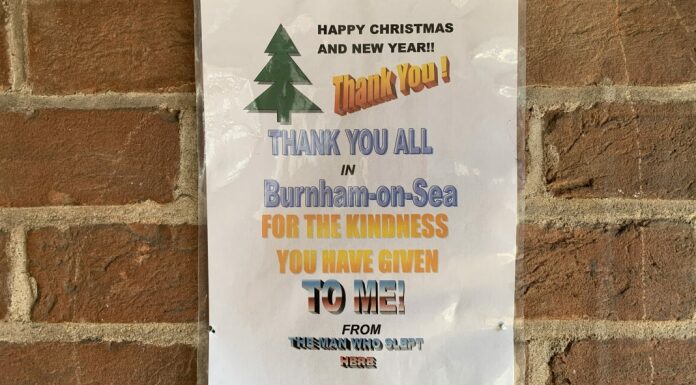 HAPPY CHRISTMAS
AND NEW YEAR!!
Thank You !
THANK YOU ALL
IN
Burnham-on-Sea
FOR THE KINDNESS
YOU HAVE GIVEN
TO ME!
FROM
THE MAN WHO SLEPT
HERE